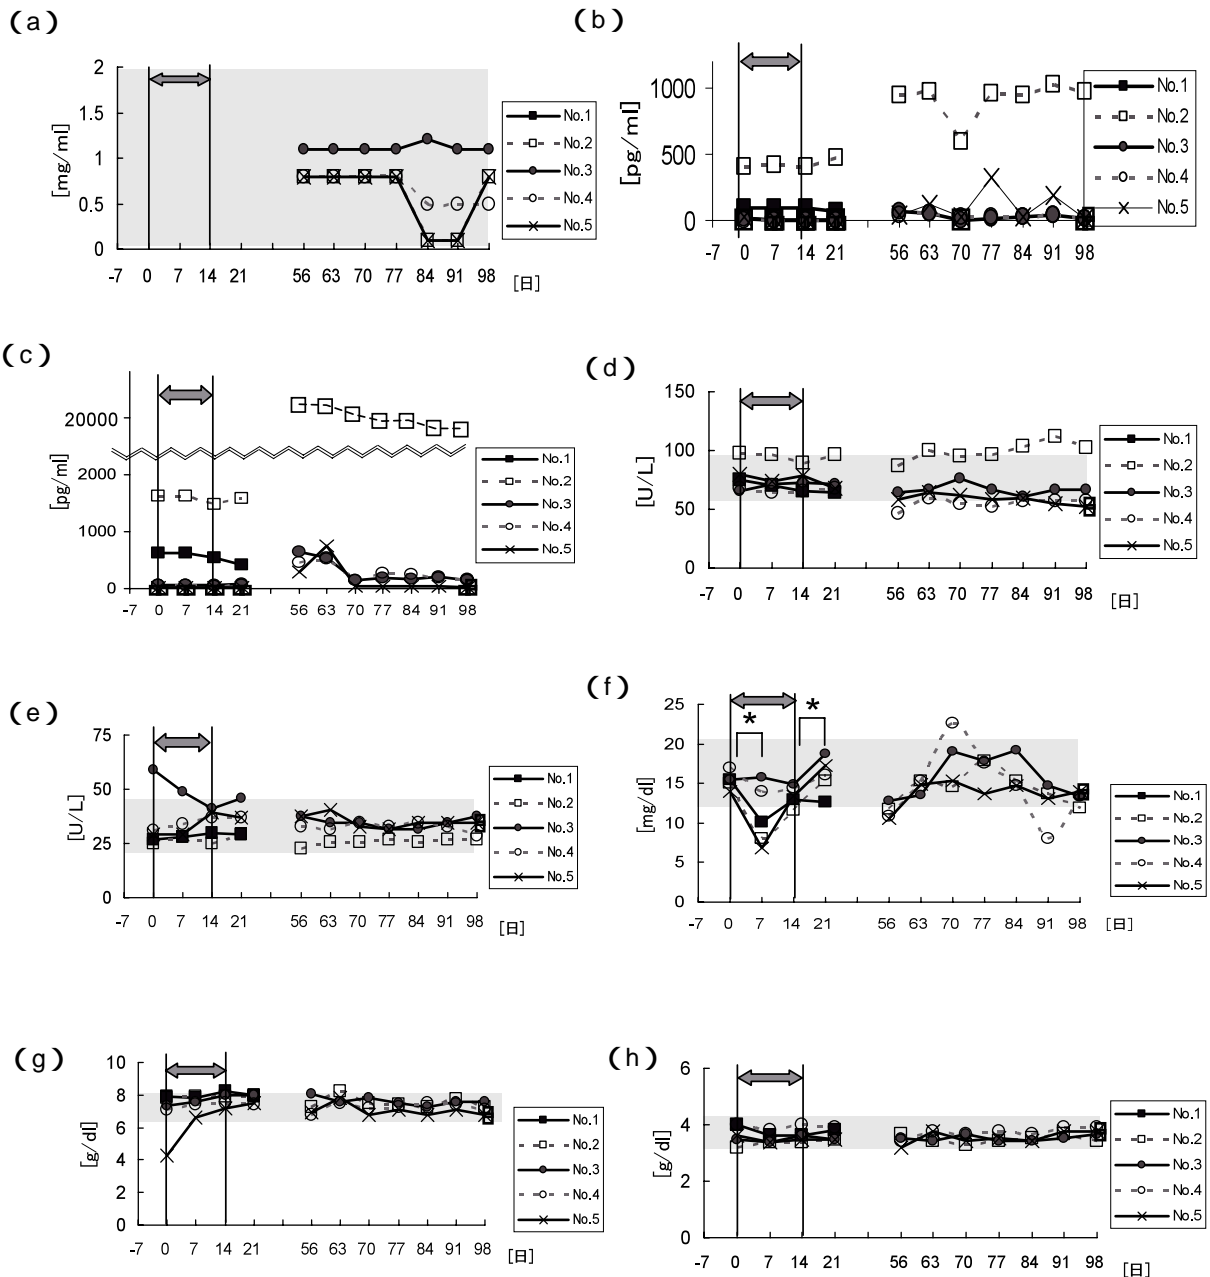 (a)
2
1.5
1
0.5
0
[mg/ml]
-7 0 7 14 21 56 63 70 77 84 91 98 [日]
No.1
No.2
No.3
No.4
No.5
(b)
1000
500
0
[pg/ml]
-7 0 7 14 21 56 63 70 77 84 91 98
No.1
No.2
No.3
No.4
No.5
(c)
20000
2000
1000
0
[pg/ml]
-7 0 7 14 21 56 63 70 77 84 91 98 [日]
No.1
No.2
No.3
No.4
No.5
(d)
150
100
50
0
[U/L]
-7 0 7 14 21 56 63 70 77 84 91 98 [日]
No.1
No.2
No.3
No.4
No.5
(e)
75
50
25
0
[U/L]
-7 0 7 14 21 56 63 70 77 84 91 98 [日]
No.1
No.2
No.3
No.4
No.5
(f)
25
20
15
10
5
0
[mg/dl]
* *
-7 0 7 14 21 56 63 70 77 84 91 98 [日]
No.1
No.2
No.3
No.4
No.5
(g)
10
8
6
4
2
0
[g/dl]
-7 0 7 14 21 56 63 70 77 84 91 98 [日]
No.1
No.2
No.3
No.4
No.5
(h)
6
4
2
0
[g/dl]
-7 0 7 14 21 56 63 70 77 84 91 98 [日]
No.1
No.2
No.3
No.4
No.5